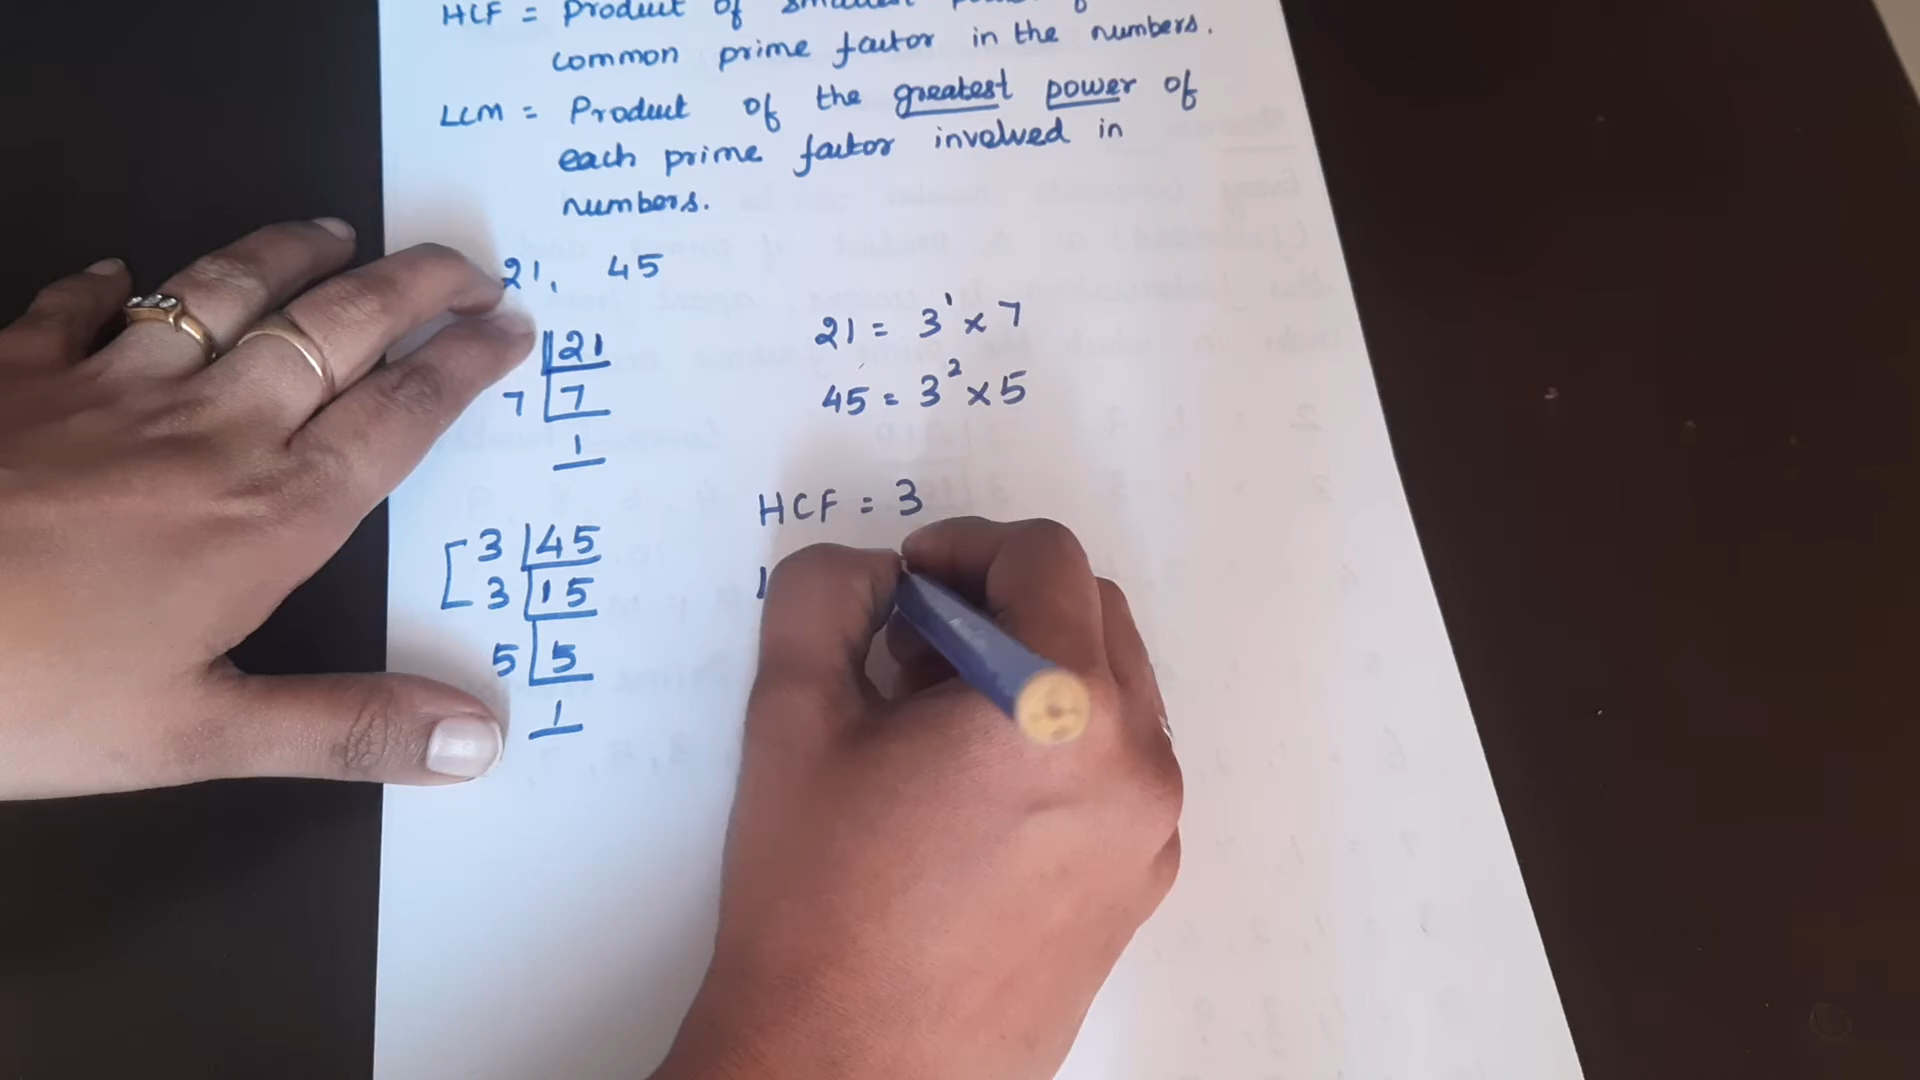 HCF = Product of smallest
common prime factor in the numbers.
LCM = Product of the greatest power of
each prime factor involved in
numbers.
21, 45
21
7 7
1
21 = 3¹ × 7
45 = 3² × 5
3 45
3 15
5 5
1
HCF = 3